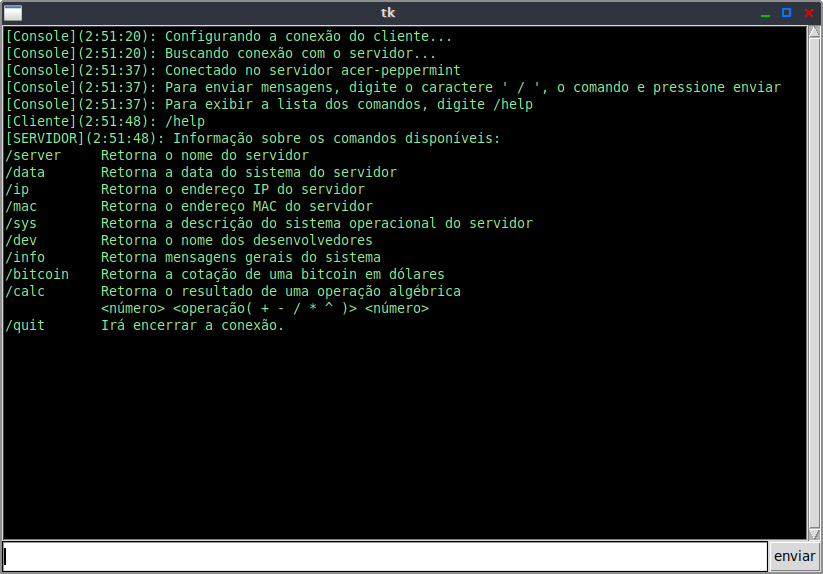 tk
[Console](2:51:20): Configurando a conexão do cliente...
[Console](2:51:20): Buscando conexão com o servidor...
[Console](2:51:37): Conectado no servidor acer-peppermint
[Console](2:51:37): Para enviar mensagens, digite o caractere ' / ', o comando e pressione enviar
[Console](2:51:37): Para exibir a lista dos comandos, digite /help
[Cliente](2:51:48): /help
[SERVIDOR](2:51:48): Informação sobre os comandos disponíveis:
/server     Retorna o nome do servidor
/data       Retorna a data do sistema do servidor
/ip         Retorna o endereço IP do servidor
/mac        Retorna o endereço MAC do servidor
/sys        Retorna a descrição do sistema operacional do servidor
/dev        Retorna o nome dos desenvolvedores
/info       Retorna mensagens gerais do sistema
/bitcoin    Retorna a cotação de uma bitcoin em dólares
/calc       Retorna o resultado de uma operação algébrica
            <número> <operação( + - / * ^ )> <número>
/quit       Irá encerrar a conexão.
enviar